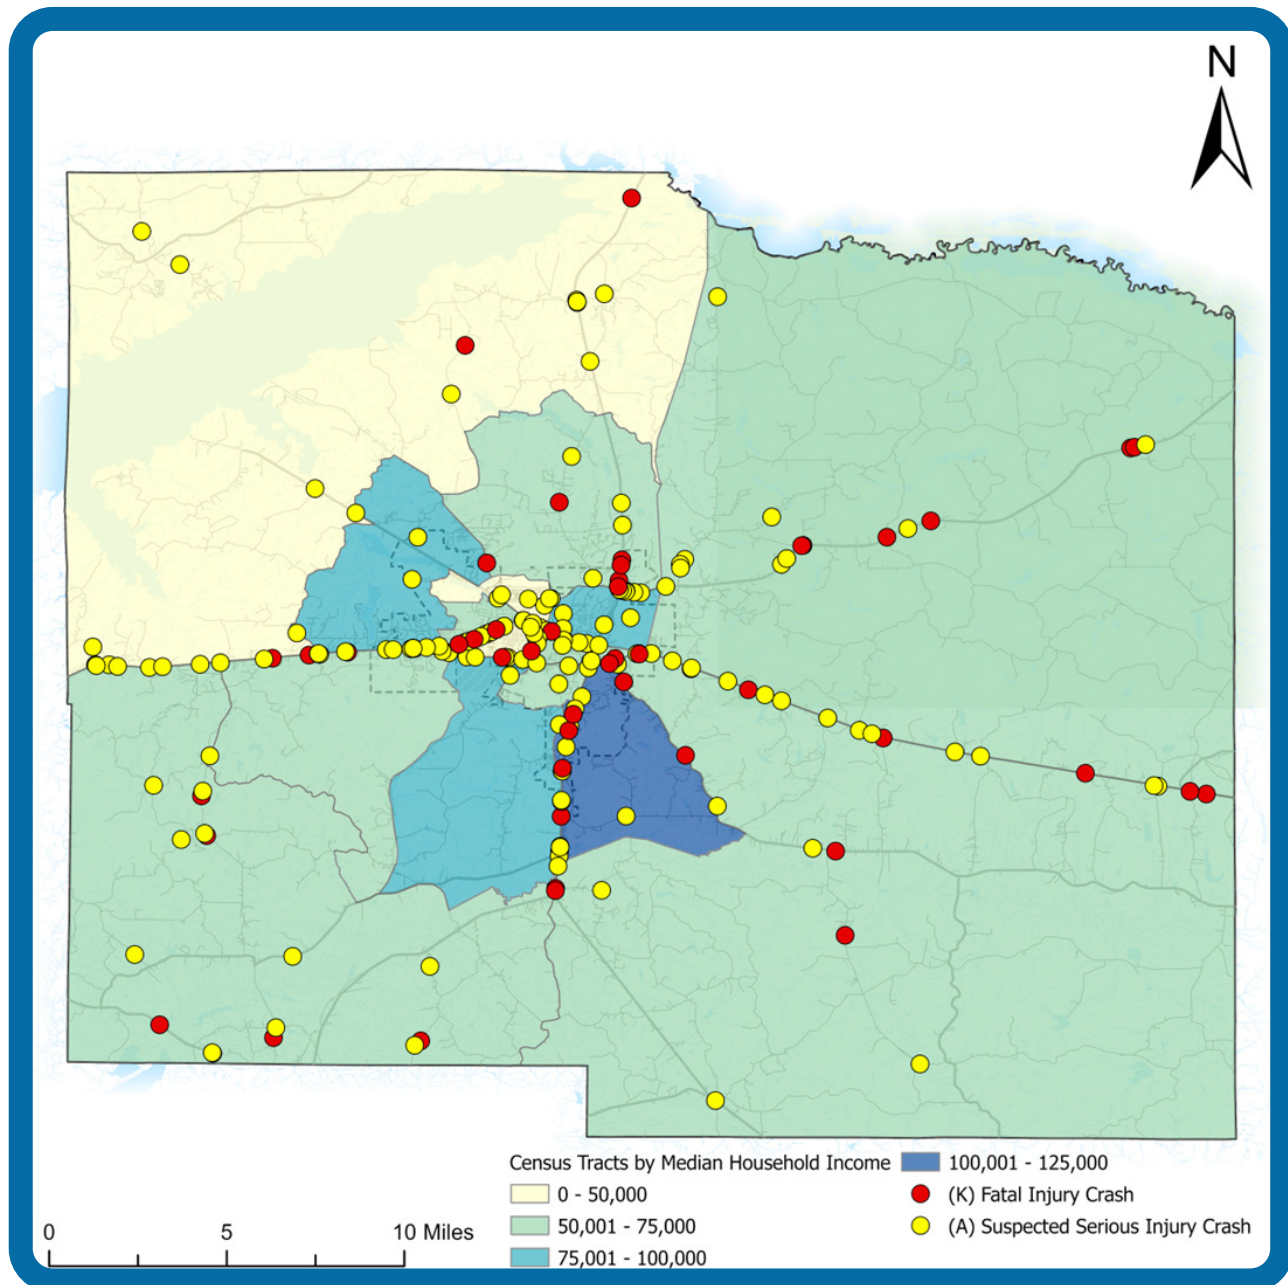 N
Census Tracts by Median Household Income
0 - 50,000
50,001 - 75,000
75,001 - 100,000
100,001 - 125,000
(K) Fatal Injury Crash
(A) Suspected Serious Injury Crash
0 5 10 Miles